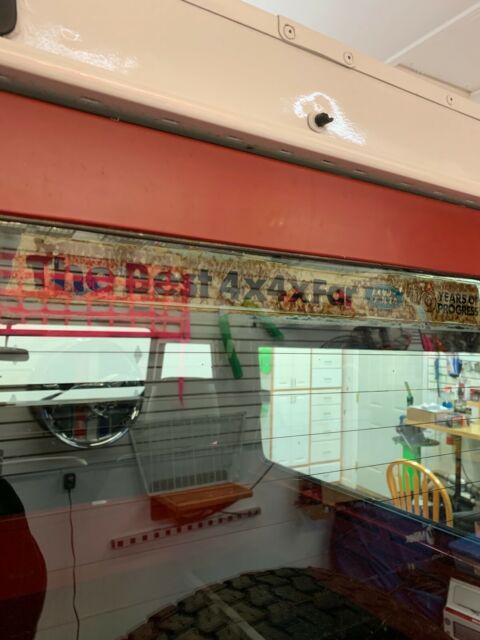 The Best 4x4xFar
YEARS OF
PROGRESS